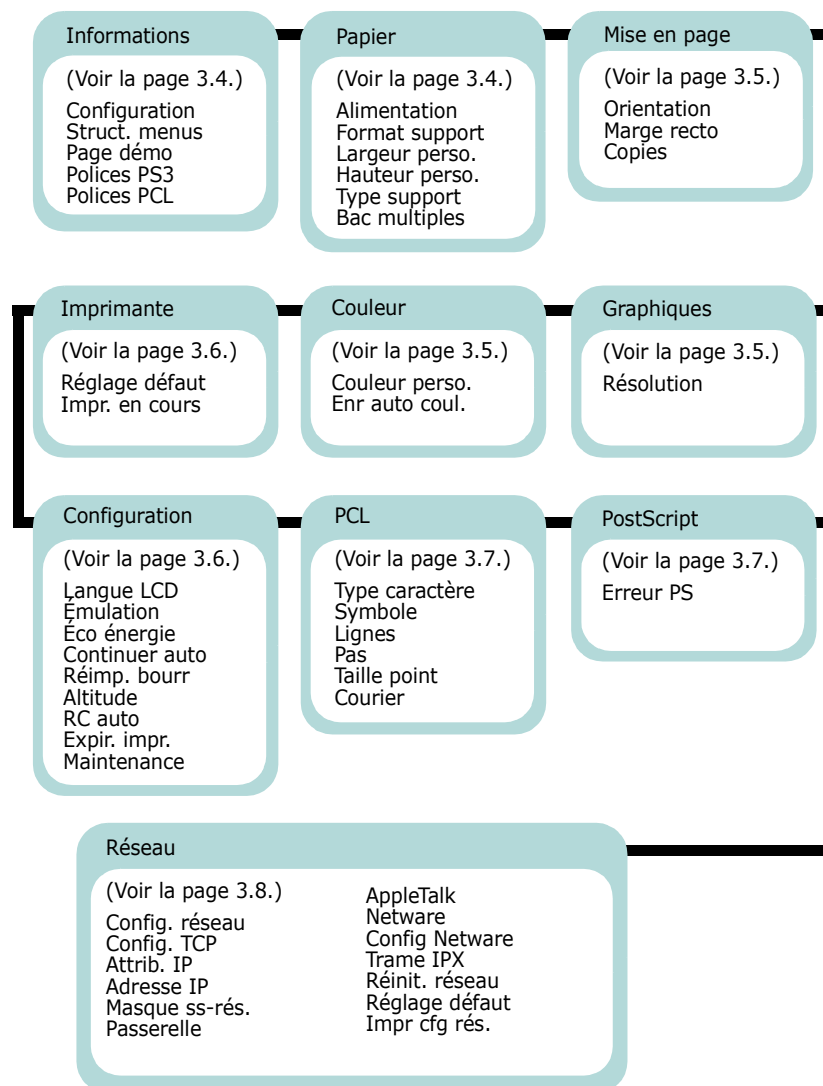 Informations
(Voir la page 3.4.)
Configuration
Struct. menus
Page démo
Polices PS3
Polices PCL
Papier
(Voir la page 3.4.)
Alimentation
Format support
Largeur perso.
Hauteur perso.
Type support
Bac multiples
Mise en page
(Voir la page 3.5.)
Orientation
Marge recto
Copies
Imprimante
(Voir la page 3.6.)
Réglage défaut
Impr. en cours
Couleur
(Voir la page 3.5.)
Couleur perso.
Enr auto coul.
Graphiques
(Voir la page 3.5.)
Résolution
Configuration
(Voir la page 3.6.)
Langue LCD
Émulation
Éco énergie
Continuer auto
Réimp. bourr
Altitude
RC auto
Expir. impr.
Maintenance
PCL
(Voir la page 3.7.)
Type caractère
Symbole
Lignes
Pas
Taille point
Courier
PostScript
(Voir la page 3.7.)
Erreur PS
Réseau
(Voir la page 3.8.)
Config. réseau
Config. TCP
Attrib. IP
Adresse IP
Masque ss-rés.
Passerelle
AppleTalk
Netware
Config Netware
Trame IPX
Réinit. réseau
Réglage défaut
Impr cfg rés.